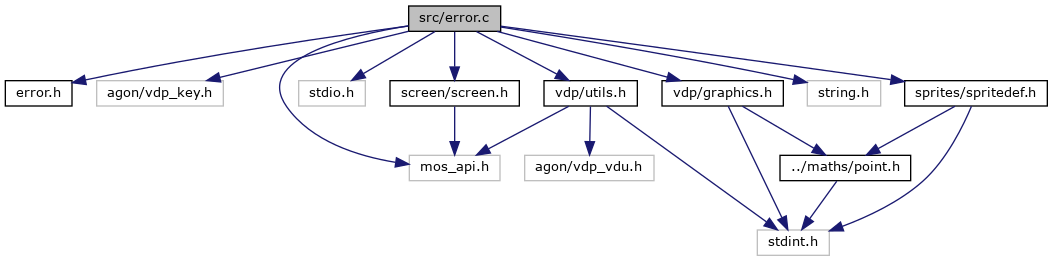 src/error.c
error.h
agon/vdp_key.h
stdio.h
screen/screen.h
vdp/utils.h
vdp/graphics.h
string.h
sprites/spritedef.h
mos_api.h
agon/vdp_vdu.h
../maths/point.h
stdint.h